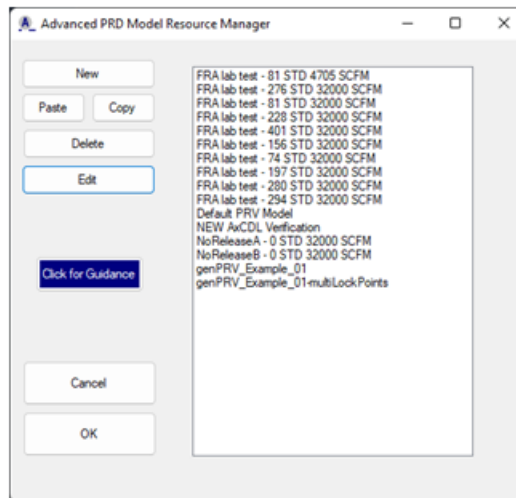 Advanced PRD Model Resource Manager
New
Paste Copy
Delete
Edit
Click for Guidance
Cancel
OK
FRA lab test - 81 STD 4705 SCFM
FRA lab test - 276 STD 32000 SCFM
FRA lab test - 81 STD 32000 SCFM
FRA lab test - 228 STD 32000 SCFM
FRA lab test - 401 STD 32000 SCFM
FRA lab test - 156 STD 32000 SCFM
FRA lab test - 74 STD 32000 SCFM
FRA lab test - 197 STD 32000 SCFM
FRA lab test - 280 STD 32000 SCFM
FRA lab test - 294 STD 32000 SCFM
Default PRV Model
NEW AxCDL Verification
NoReleaseA - 0 STD 32000 SCFM
NoReleaseB - 0 STD 32000 SCFM
genPRV_Example_01
genPRV_Example_01-multiLockPoints